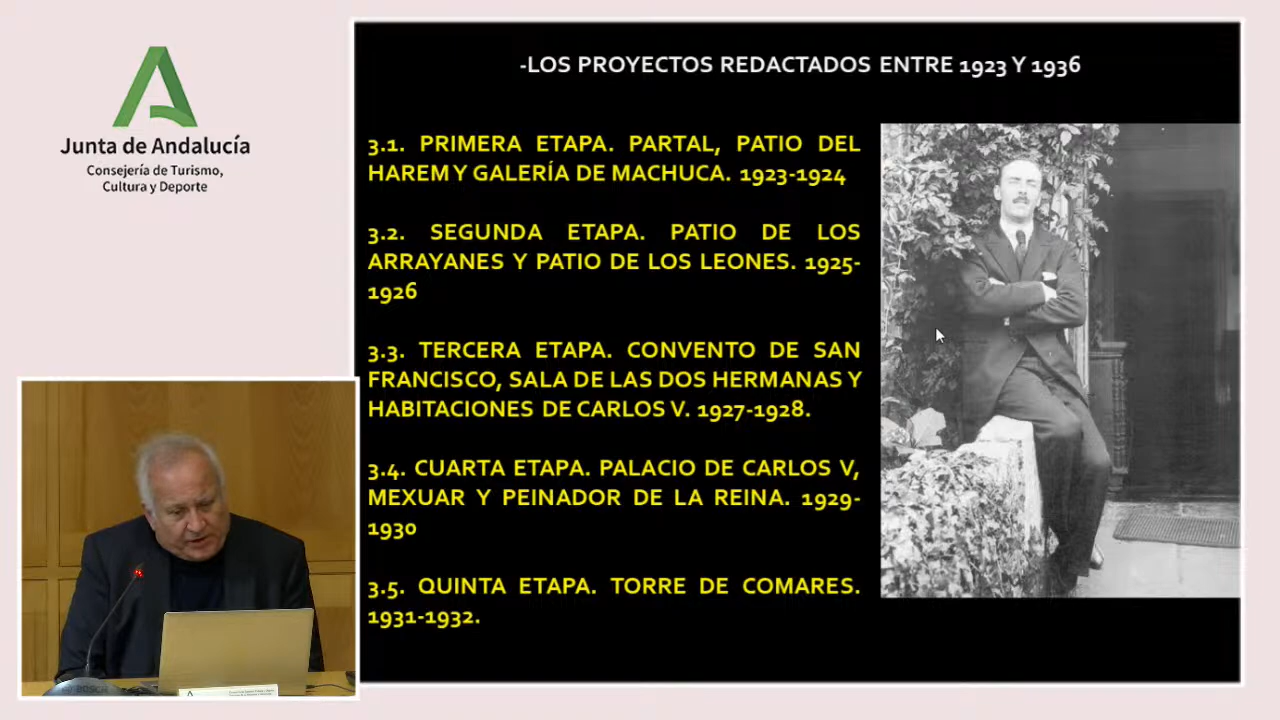 Junta de Andalucía
Consejería de Turismo,
Cultura y Deporte
-LOS PROYECTOS REDACTADOS ENTRE 1923 Y 1936
3.1. PRIMERA ETAPA. PARTAL, PATIO DEL
HAREM Y GALERÍA DE MACHUCA. 1923-1924
3.2. SEGUNDA ETAPA. PATIO DE LOS
ARRAYANES Y PATIO DE LOS LEONES. 1925-
1926
3.3. TERCERA ETAPA. CONVENTO DE SAN
FRANCISCO, SALA DE LAS DOS HERMANAS Y
HABITACIONES DE CARLOS V. 1927-1928.
3.4. CUARTA ETAPA. PALACIO DE CARLOS V,
MEXUAR Y PEINADOR DE LA REINA. 1929-
1930
3.5. QUINTA ETAPA. TORRE DE COMARES.
1931-1932.